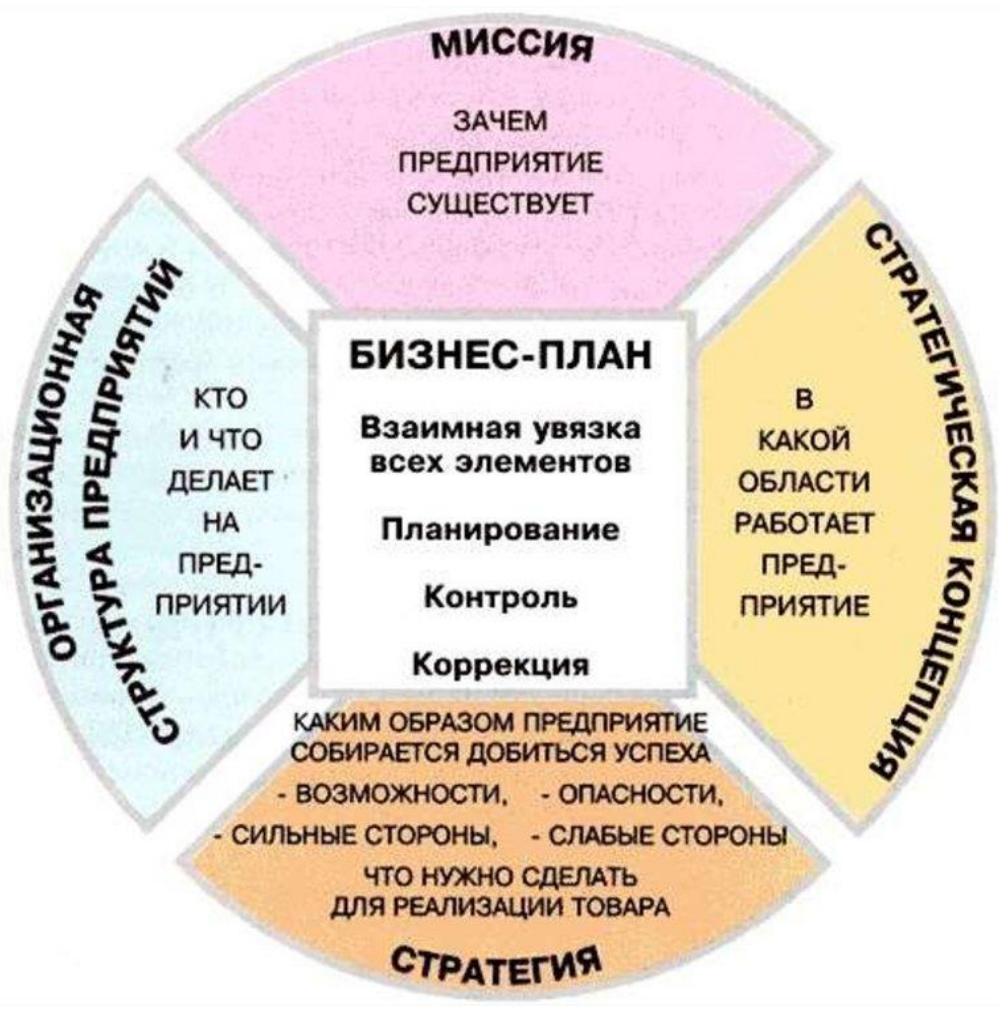 МИССИЯ
ЗАЧЕМ
ПРЕДПРИЯТИЕ
СУЩЕСТВУЕТ
ОРГАНИЗАЦИОННАЯ
СТРУКТУРА ПРЕДПРИЯТИЙ
КТО
И ЧТО
ДЕЛАЕТ
НА
ПРЕД-
ПРИЯТИИ
БИЗНЕС-ПЛАН
Взаимная увязка
всех элементов
Планирование
Контроль
Коррекция
В
КАКОЙ
ОБЛАСТИ
РАБОТАЕТ
ПРЕД-
ПРИЯТИЕ
СТРАТЕГИЧЕСКАЯ КОНЦЕПЦИЯ
КАКИМ ОБРАЗОМ ПРЕДПРИЯТИЕ
СОБИРАЕТСЯ ДОБИТЬСЯ УСПЕХА
- ВОЗМОЖНОСТИ, - ОПАСНОСТИ,
- СИЛЬНЫЕ СТОРОНЫ, - СЛАБЫЕ СТОРОНЫ
ЧТО НУЖНО СДЕЛАТЬ
ДЛЯ РЕАЛИЗАЦИИ ТОВАРА
СТРАТЕГИЯ